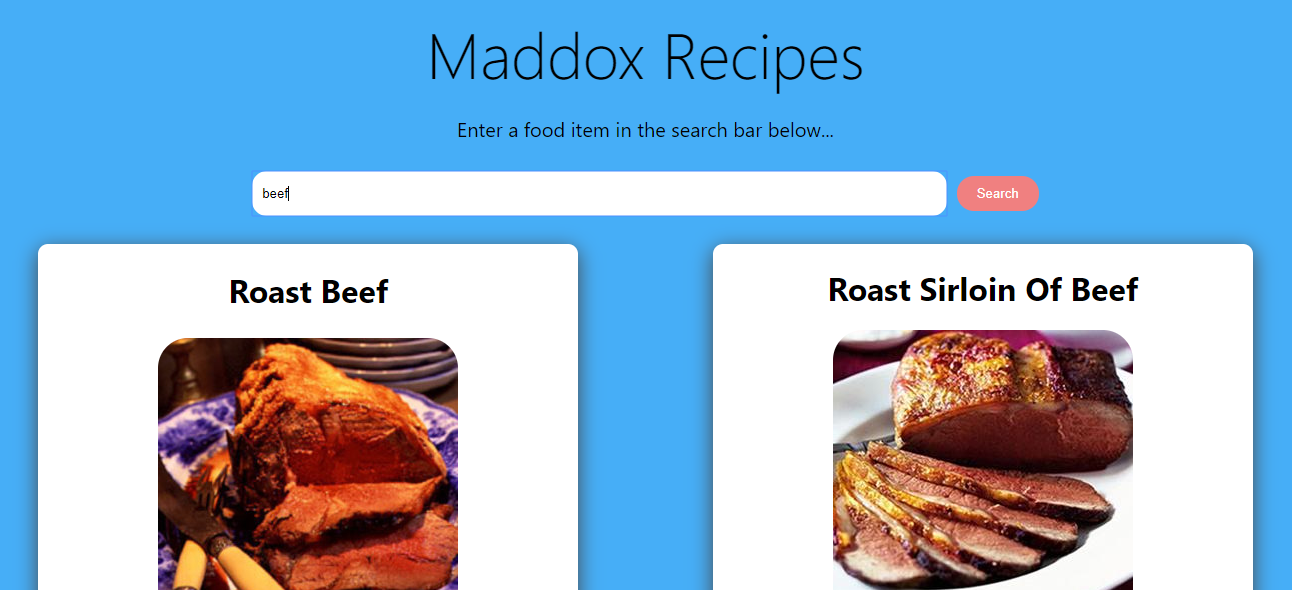 Maddox Recipes
Enter a food item in the search bar below...
beef
Search
Roast Beef
Roast Sirloin Of Beef